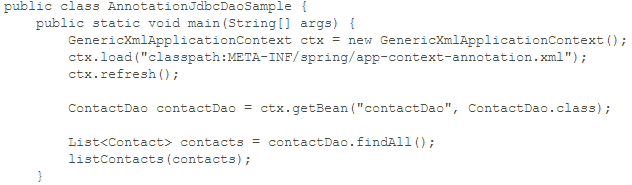 public class AnnotationJdbcDaoSample {
    public static void main(String[] args) {
        GenericXmlApplicationContext ctx = new GenericXmlApplicationContext();
        ctx.load("classpath:META-INF/spring/app-context-annotation.xml");
        ctx.refresh();
        ContactDao contactDao = ctx.getBean("contactDao", ContactDao.class);
        List<Contact> contacts = contactDao.findAll();
        listContacts(contacts);
    }